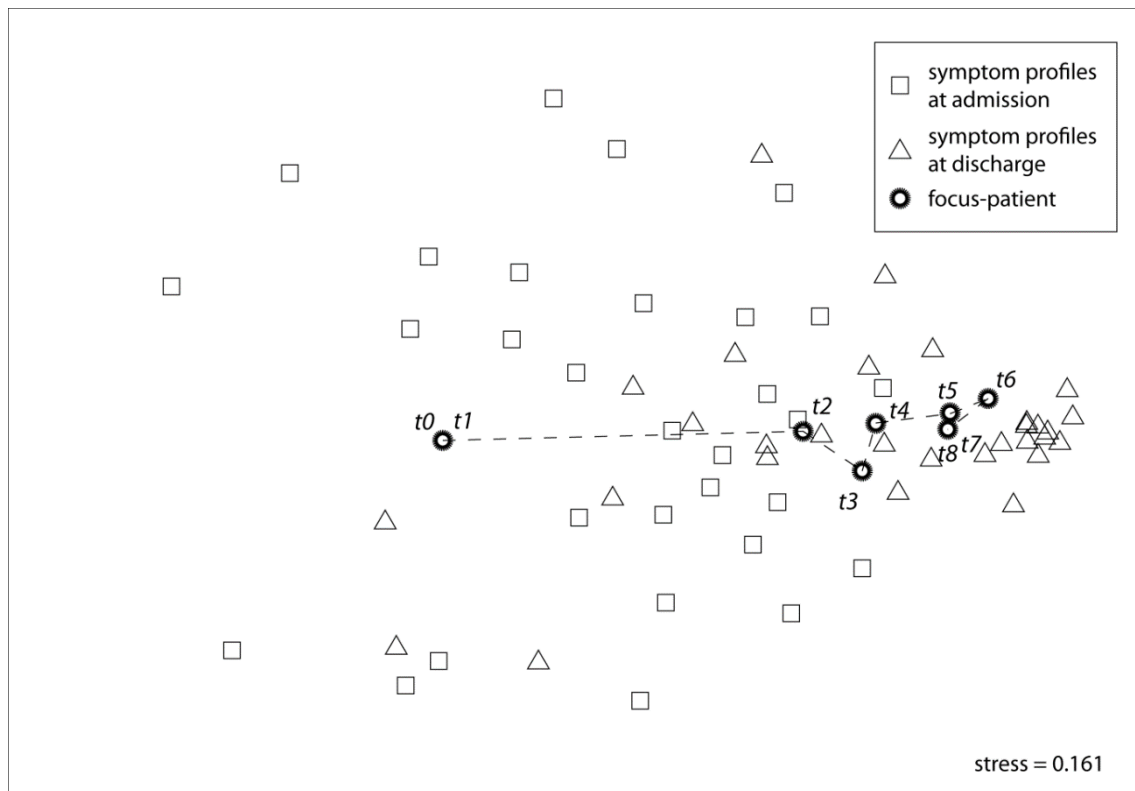 symptom profiles
at admission
symptom profiles
at discharge
focus-patient
t0 t1
t2
t3
t4
t5
t6
t8 t7
stress = 0.161